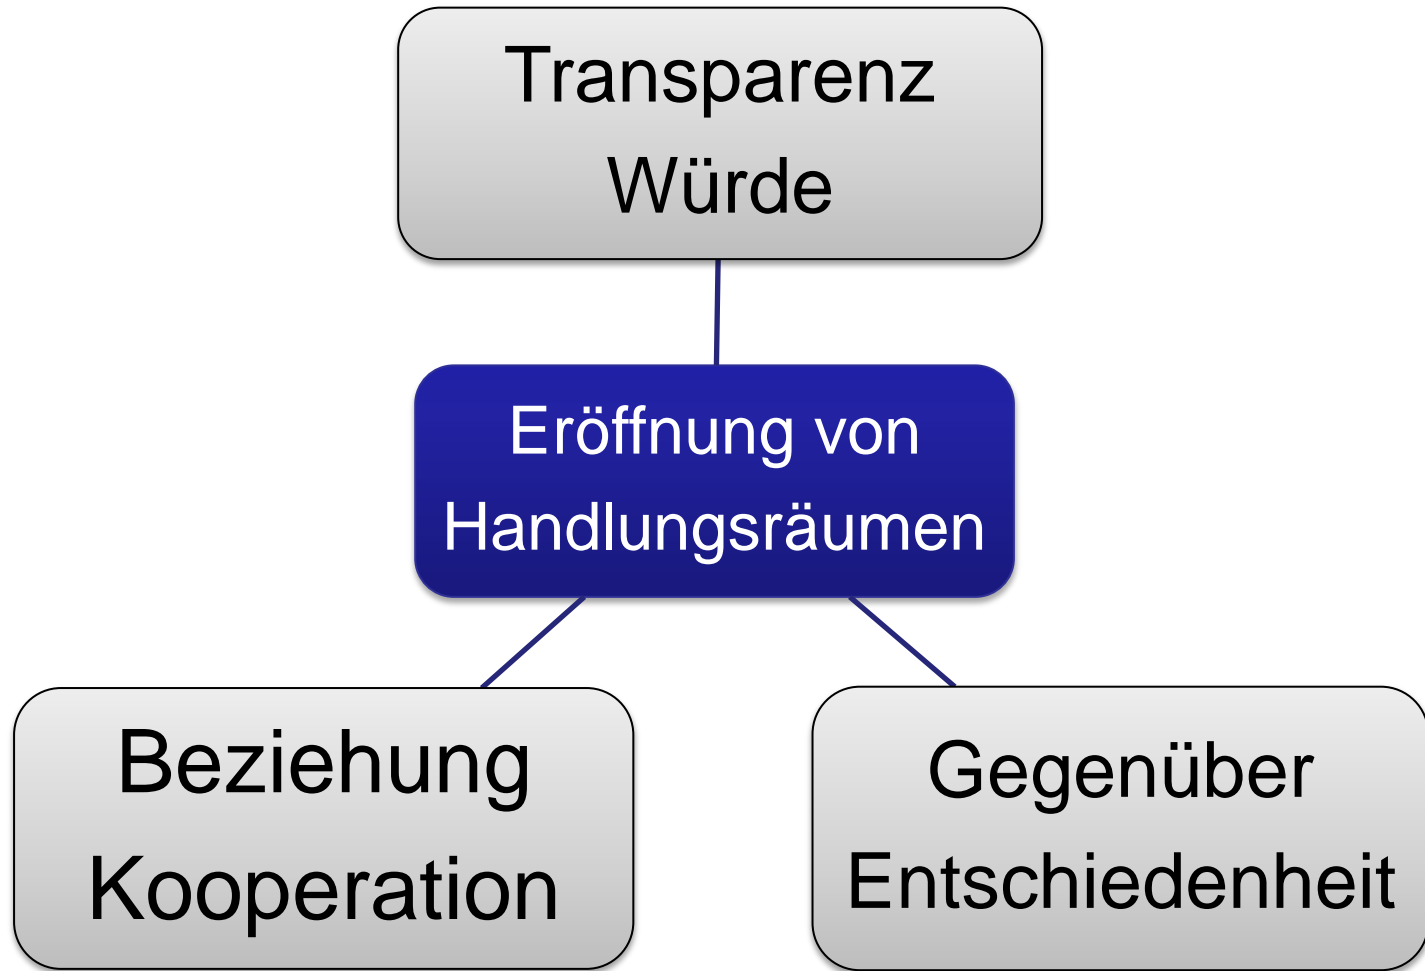 Transparenz
Würde
Eröffnung von
Handlungsräumen
Beziehung
Kooperation
Gegenüber
Entschiedenheit